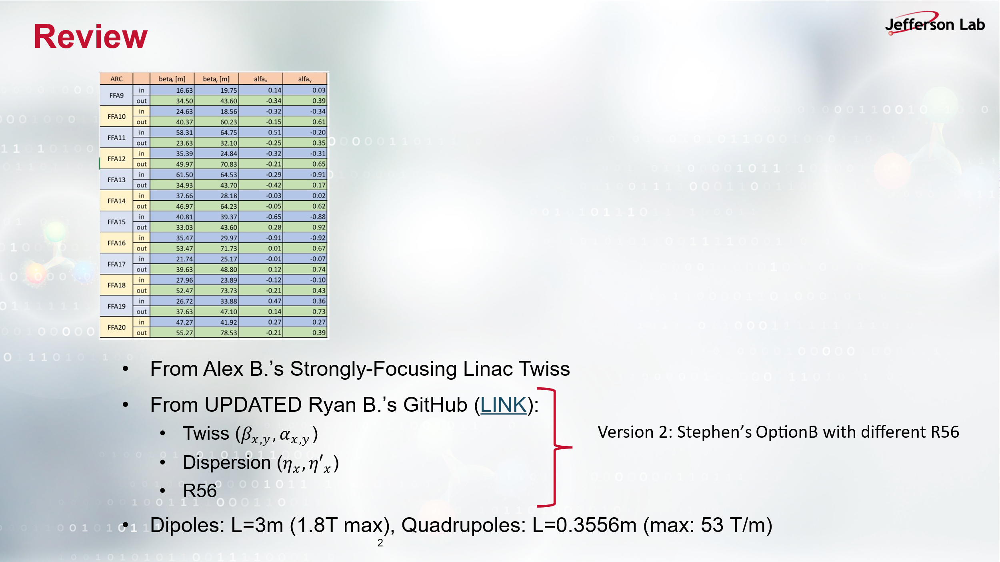 Review
Jefferson Lab
ARC beta_x [m] beta_y [m] alfa_x alfa_y
FFA9 in 16.63 19.75 0.14 0.03
out 34.50 43.60 -0.34 0.39
FFA10 in 24.63 18.56 -0.32 -0.34
out 40.37 60.23 -0.15 0.61
FFA11 in 58.31 64.75 0.51 -0.20
out 23.63 32.10 -0.25 0.35
FFA12 in 35.39 24.84 -0.32 -0.31
out 49.97 70.83 -0.21 0.65
FFA13 in 61.50 64.53 -0.29 -0.91
out 34.93 43.70 -0.42 0.17
FFA14 in 37.66 28.18 -0.03 0.02
out 46.97 64.23 -0.05 0.62
FFA15 in 40.81 39.37 -0.65 -0.88
out 33.03 43.60 0.28 0.92
FFA16 in 35.47 29.97 -0.91 -0.92
out 53.47 71.73 0.01 0.67
FFA17 in 21.74 25.17 -0.01 -0.07
out 39.63 48.80 0.12 0.74
FFA18 in 27.96 23.89 -0.12 -0.10
out 52.47 73.73 -0.21 0.43
FFA19 in 26.72 33.88 0.47 0.36
out 37.63 47.10 0.14 0.73
FFA20 in 47.27 41.92 0.27 0.27
out 55.27 78.53 -0.21 0.39
• From Alex B.’s Strongly-Focusing Linac Twiss
• From UPDATED Ryan B.’s GitHub (LINK):
• Twiss (β_x,y, α_x,y)
• Dispersion (η_x, η′_x)
• R56
Version 2: Stephen’s OptionB with different R56
• Dipoles: L=3m (1.8T max), Quadrupoles: L=0.3556m (max: 53 T/m)
2